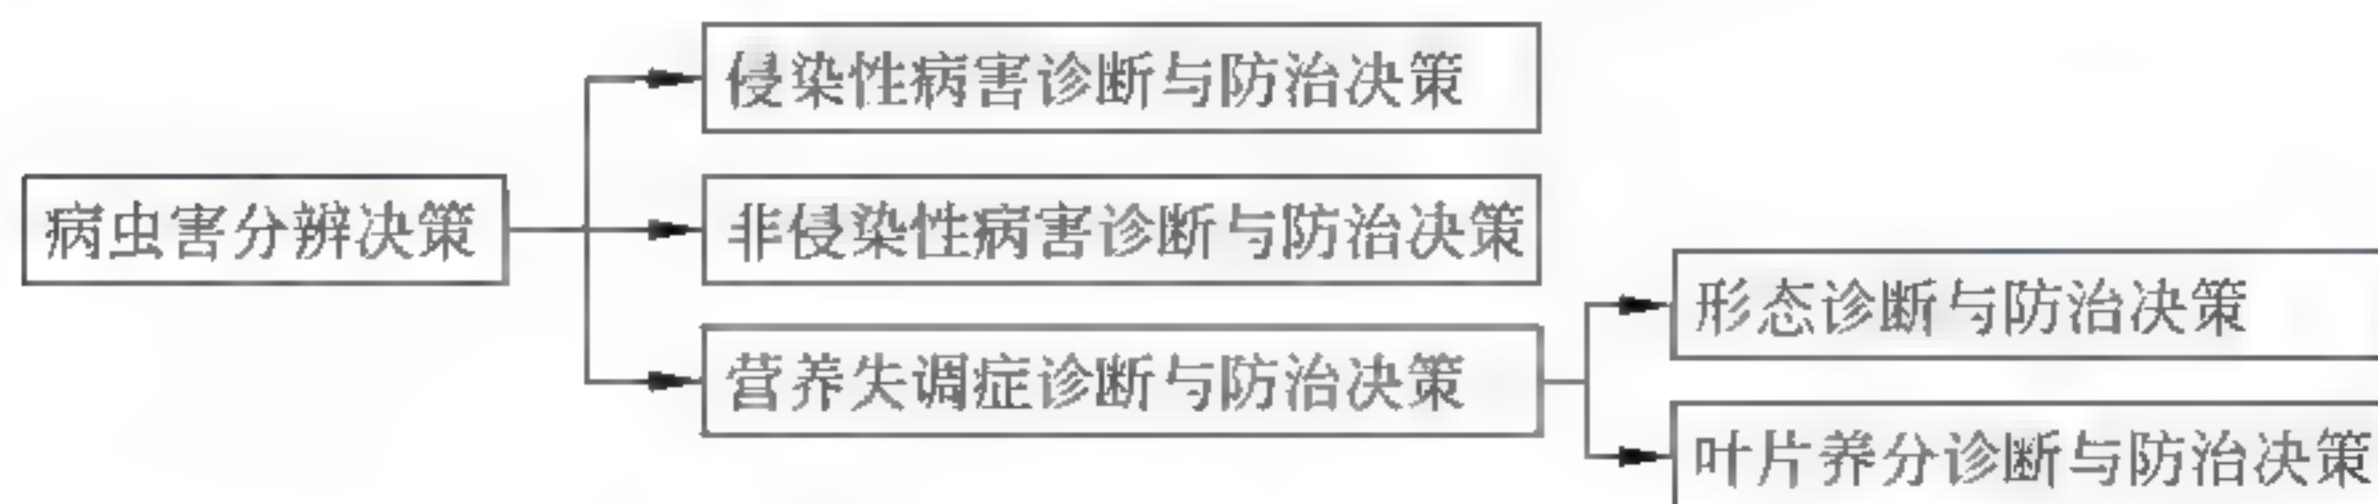 侵染性病害诊断与防治决策
病虫害分辨决策
非侵染性病害诊断与防治决策
营养失调症诊断与防治决策
形态诊断与防治决策
叶片养分诊断与防治决策